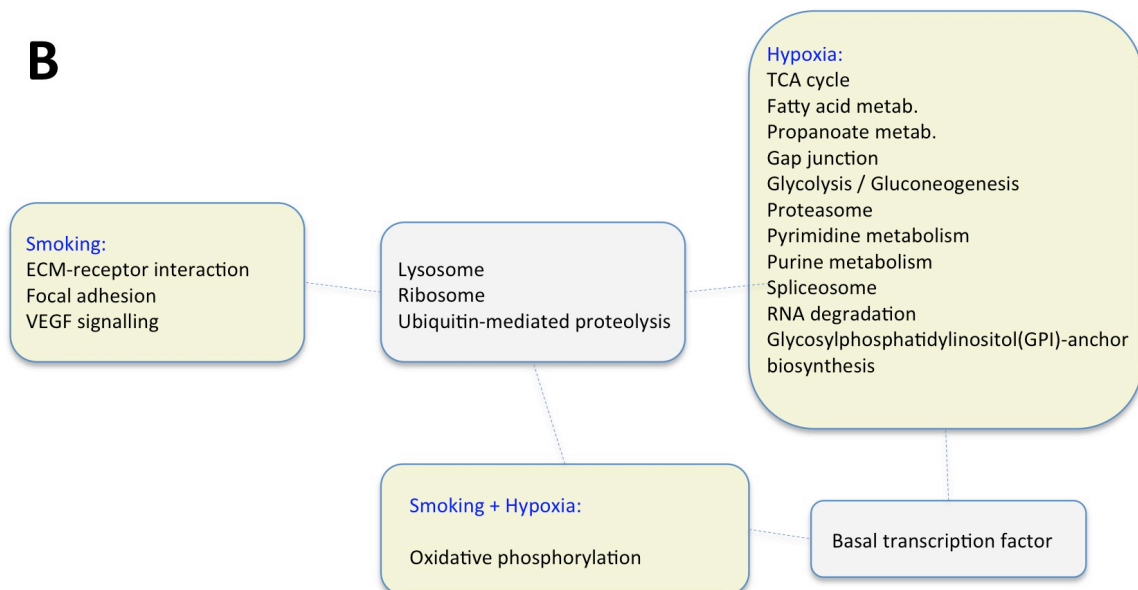 B
Hypoxia:
TCA cycle
Fatty acid metab.
Propanoate metab.
Gap junction
Glycolysis / Gluconeogenesis
Proteasome
Pyrimidine metabolism
Purine metabolism
Spliceosome
RNA degradation
Glycosylphosphatidylinositol(GPI)-anchor
biosynthesis
Smoking:
ECM-receptor interaction
Focal adhesion
VEGF signalling
Lysosome
Ribosome
Ubiquitin-mediated proteolysis
Smoking + Hypoxia:
Oxidative phosphorylation
Basal transcription factor